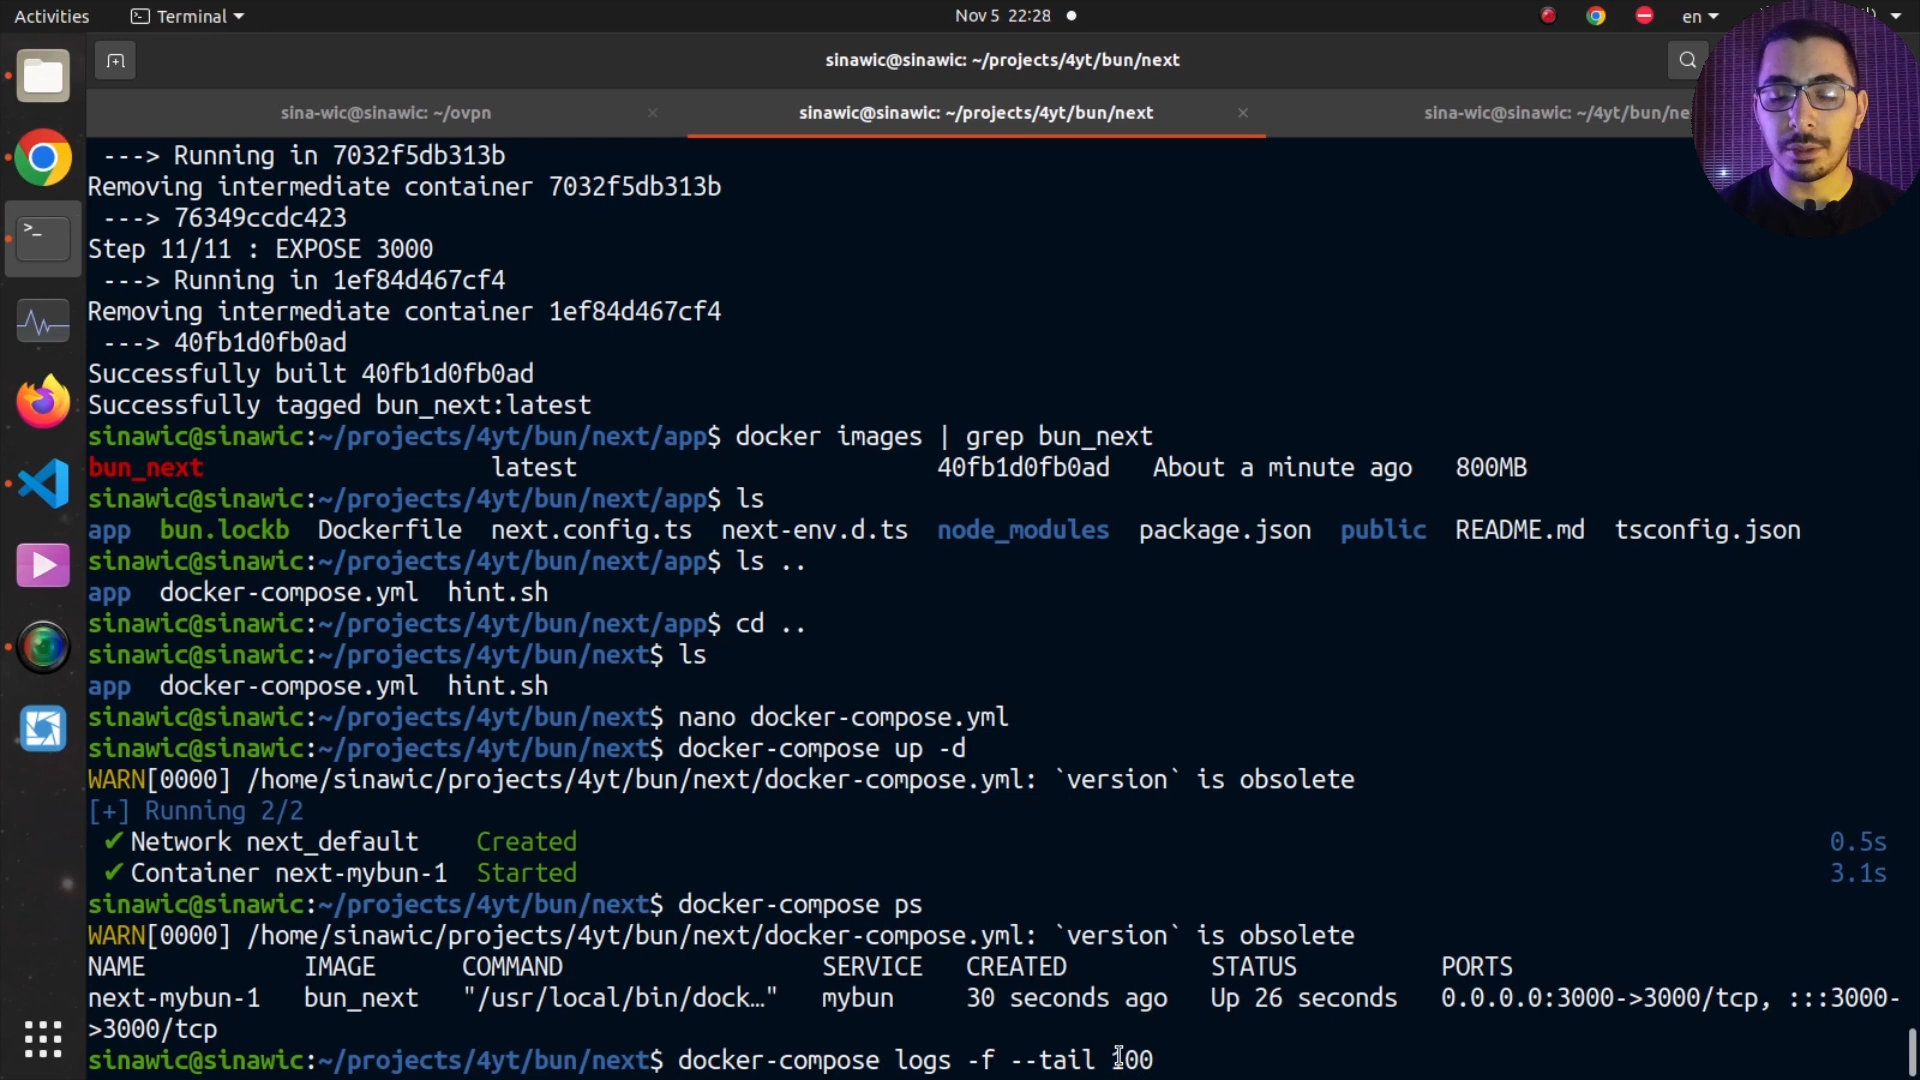 Activities Terminal Nov 5 22:28 en
sinawic@sinawic: ~/projects/4yt/bun/next
sina-wic@sinawic: ~/ovpn sinawic@sinawic: ~/projects/4yt/bun/next sina-wic@sinawic: ~/4yt/bun/ne
---> Running in 7032f5db313b
Removing intermediate container 7032f5db313b
---> 76349ccdc423
Step 11/11 : EXPOSE 3000
---> Running in 1ef84d467cf4
Removing intermediate container 1ef84d467cf4
---> 40fb1d0fb0ad
Successfully built 40fb1d0fb0ad
Successfully tagged bun_next:latest
sinawic@sinawic:~/projects/4yt/bun/next/app$ docker images | grep bun_next
bun_next latest 40fb1d0fb0ad About a minute ago 800MB
sinawic@sinawic:~/projects/4yt/bun/next/app$ ls
app bun.lockb Dockerfile next.config.ts next-env.d.ts node_modules package.json public README.md tsconfig.json
sinawic@sinawic:~/projects/4yt/bun/next/app$ ls ..
app docker-compose.yml hint.sh
sinawic@sinawic:~/projects/4yt/bun/next/app$ cd ..
sinawic@sinawic:~/projects/4yt/bun/next$ ls
app docker-compose.yml hint.sh
sinawic@sinawic:~/projects/4yt/bun/next$ nano docker-compose.yml
sinawic@sinawic:~/projects/4yt/bun/next$ docker-compose up -d
WARN[0000] /home/sinawic/projects/4yt/bun/next/docker-compose.yml: `version` is obsolete
[+] Running 2/2
✔ Network next_default Created 0.5s
✔ Container next-mybun-1 Started 3.1s
sinawic@sinawic:~/projects/4yt/bun/next$ docker-compose ps
WARN[0000] /home/sinawic/projects/4yt/bun/next/docker-compose.yml: `version` is obsolete
NAME IMAGE COMMAND SERVICE CREATED STATUS PORTS
next-mybun-1 bun_next "/usr/local/bin/dock…" mybun 30 seconds ago Up 26 seconds 0.0.0.0:3000->3000/tcp, :::3000-
>3000/tcp
sinawic@sinawic:~/projects/4yt/bun/next$ docker-compose logs -f --tail 100